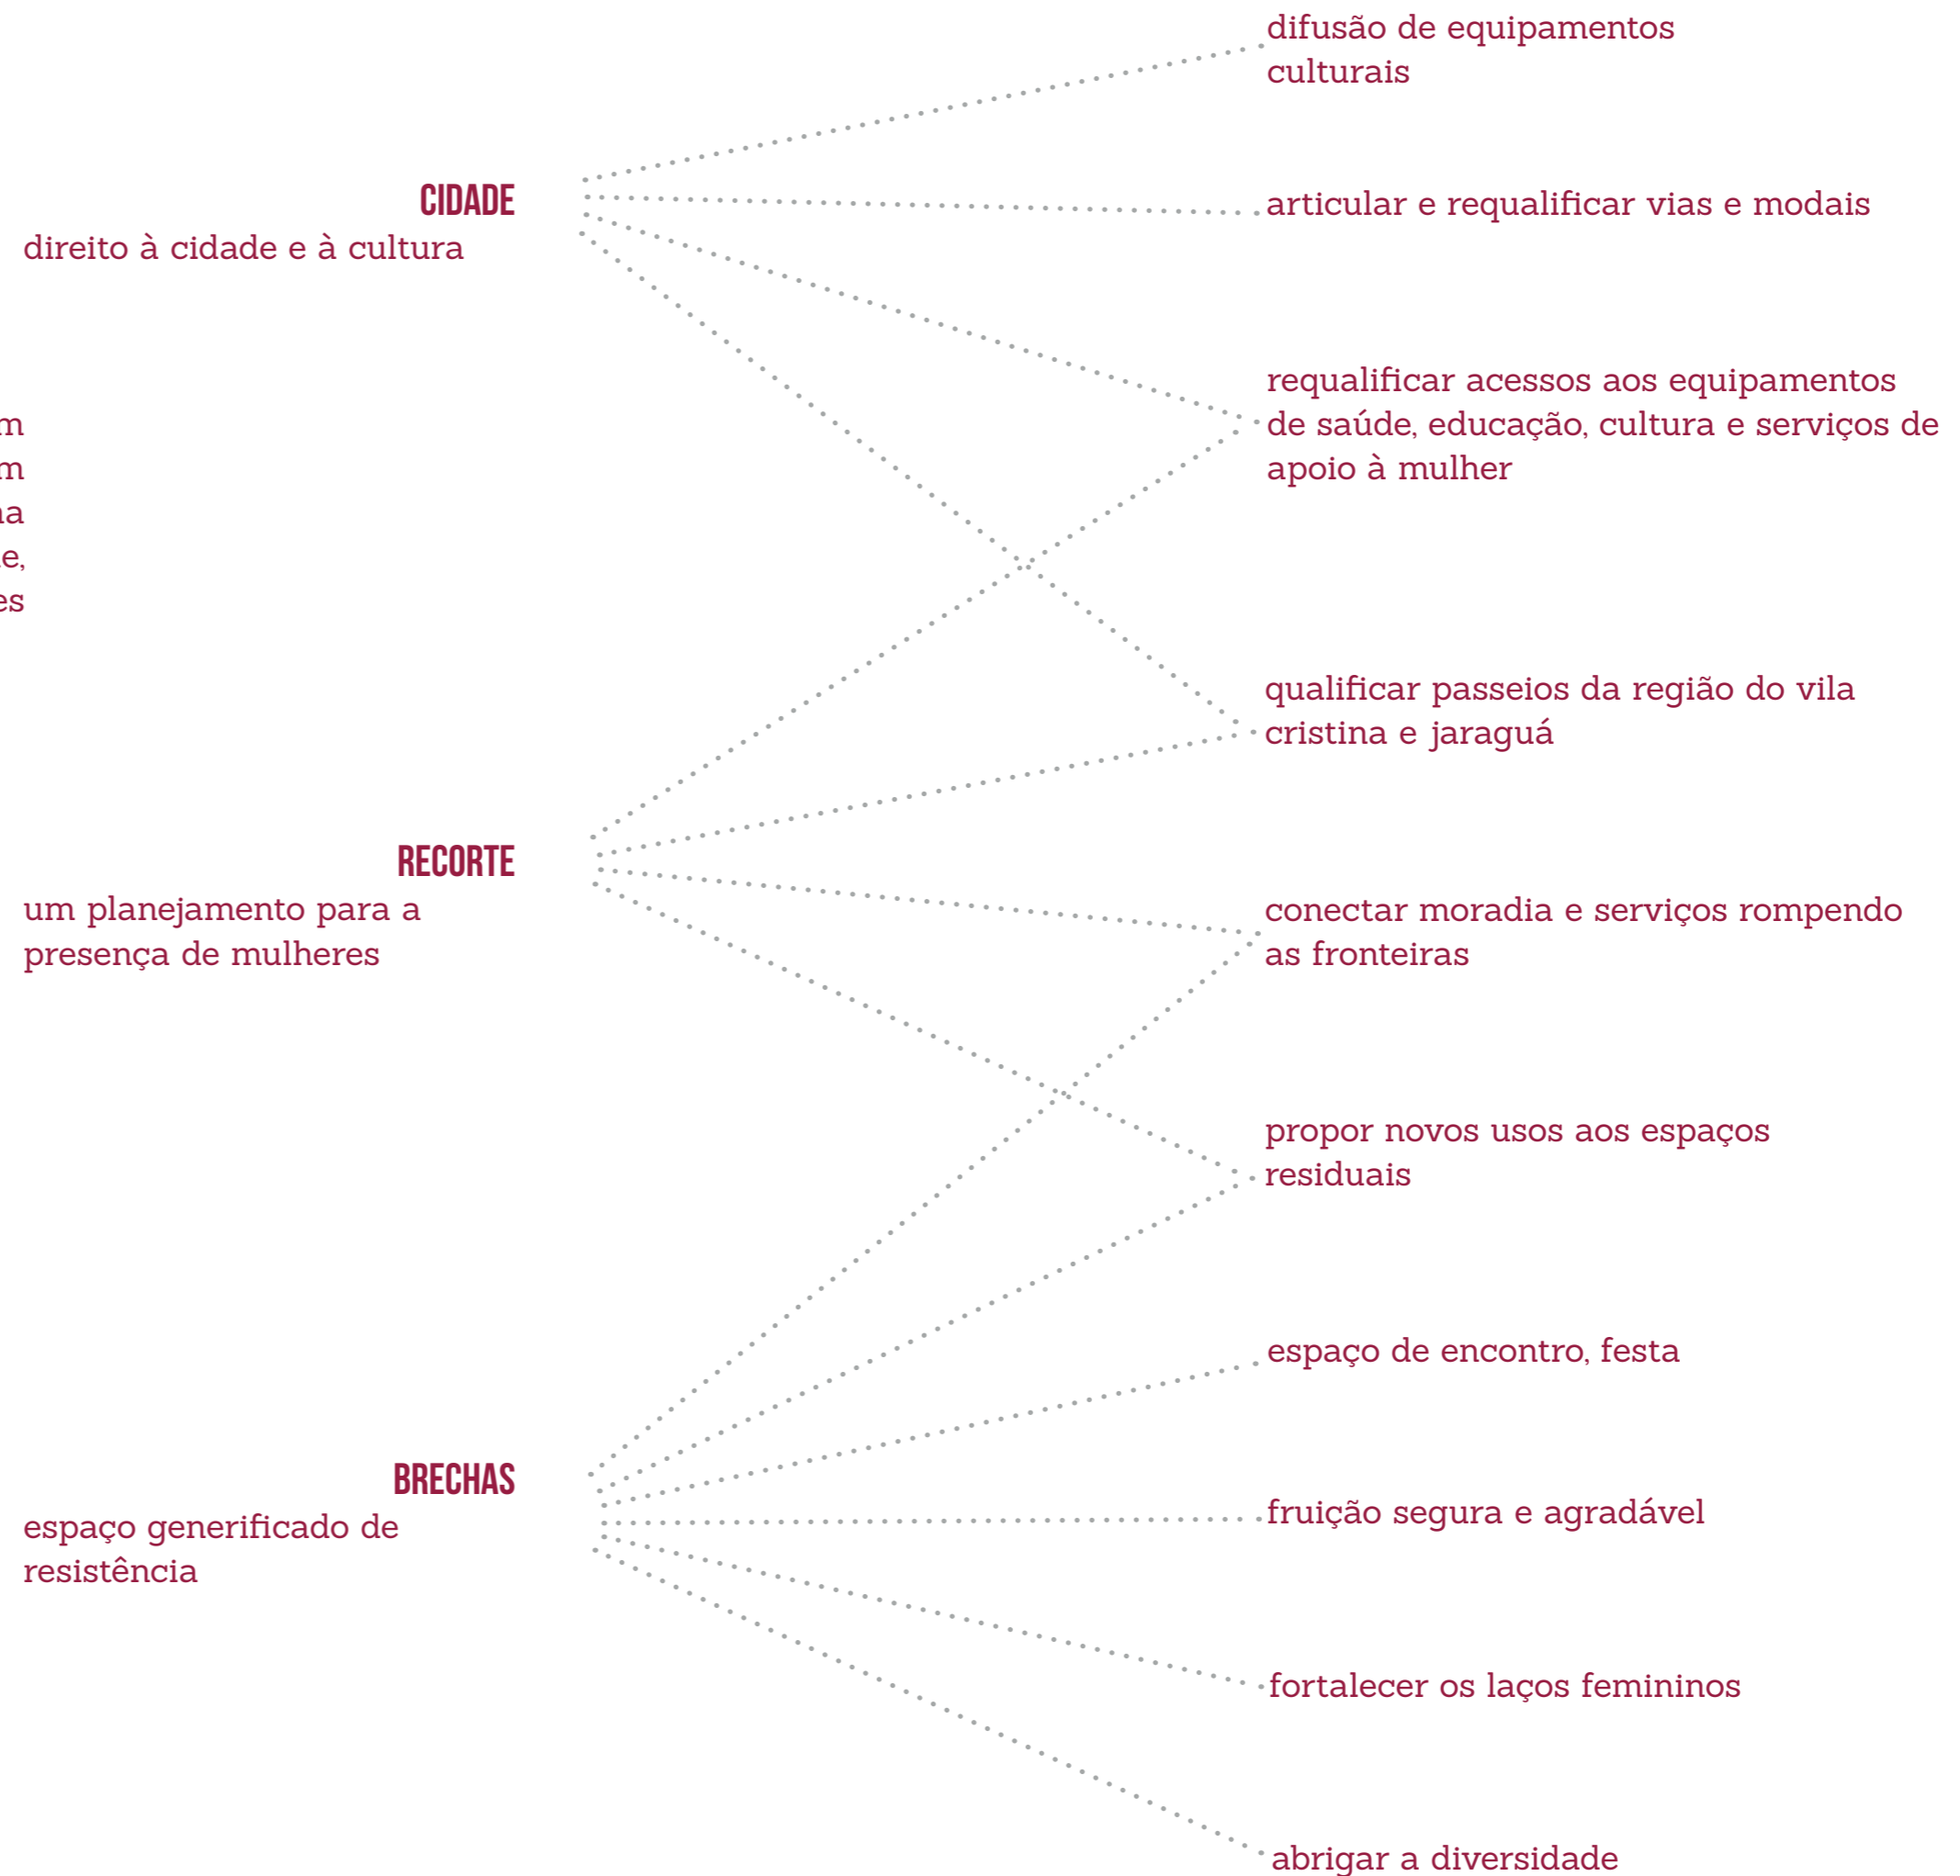 CIDADE
direito à cidade e à cultura
RECORTE
um planejamento para a
presença de mulheres
BRECHAS
espaço generificado de
resistência
difusão de equipamentos
culturais
articular e requalificar vias e modais
requalificar acessos aos equipamentos
de saúde, educação, cultura e serviços de
apoio à mulher
qualificar passeios da região do vila
cristina e jaraguá
conectar moradia e serviços rompendo
as fronteiras
propor novos usos aos espaços
residuais
espaço de encontro, festa
fruição segura e agradável
fortalecer os laços femininos
abrigar a diversidade